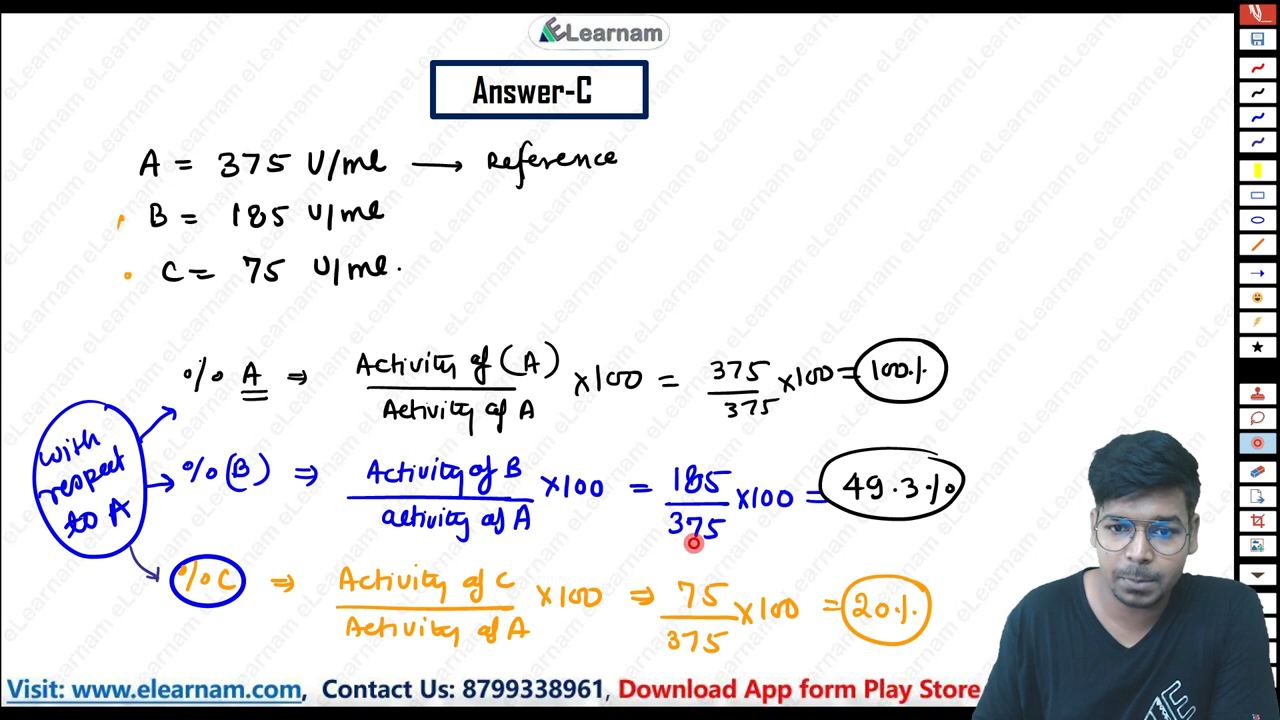 eLearnam
Answer-C
A = 375 U/ml → Reference
B = 185 U/ml
C = 75 U/ml.
% A ⇒ Activity of (A) / Activity of A ×100 = 375/375 ×100 = 100%
with respect to A
% (B) ⇒ Activity of B / activity of A ×100 = 185/375 ×100 = 49.3%
% C ⇒ Activity of C / Activity of A ×100 ⇒ 75/375 ×100 = 20%
Visit: www.elearnam.com, Contact Us: 8799338961, Download App form Play Store